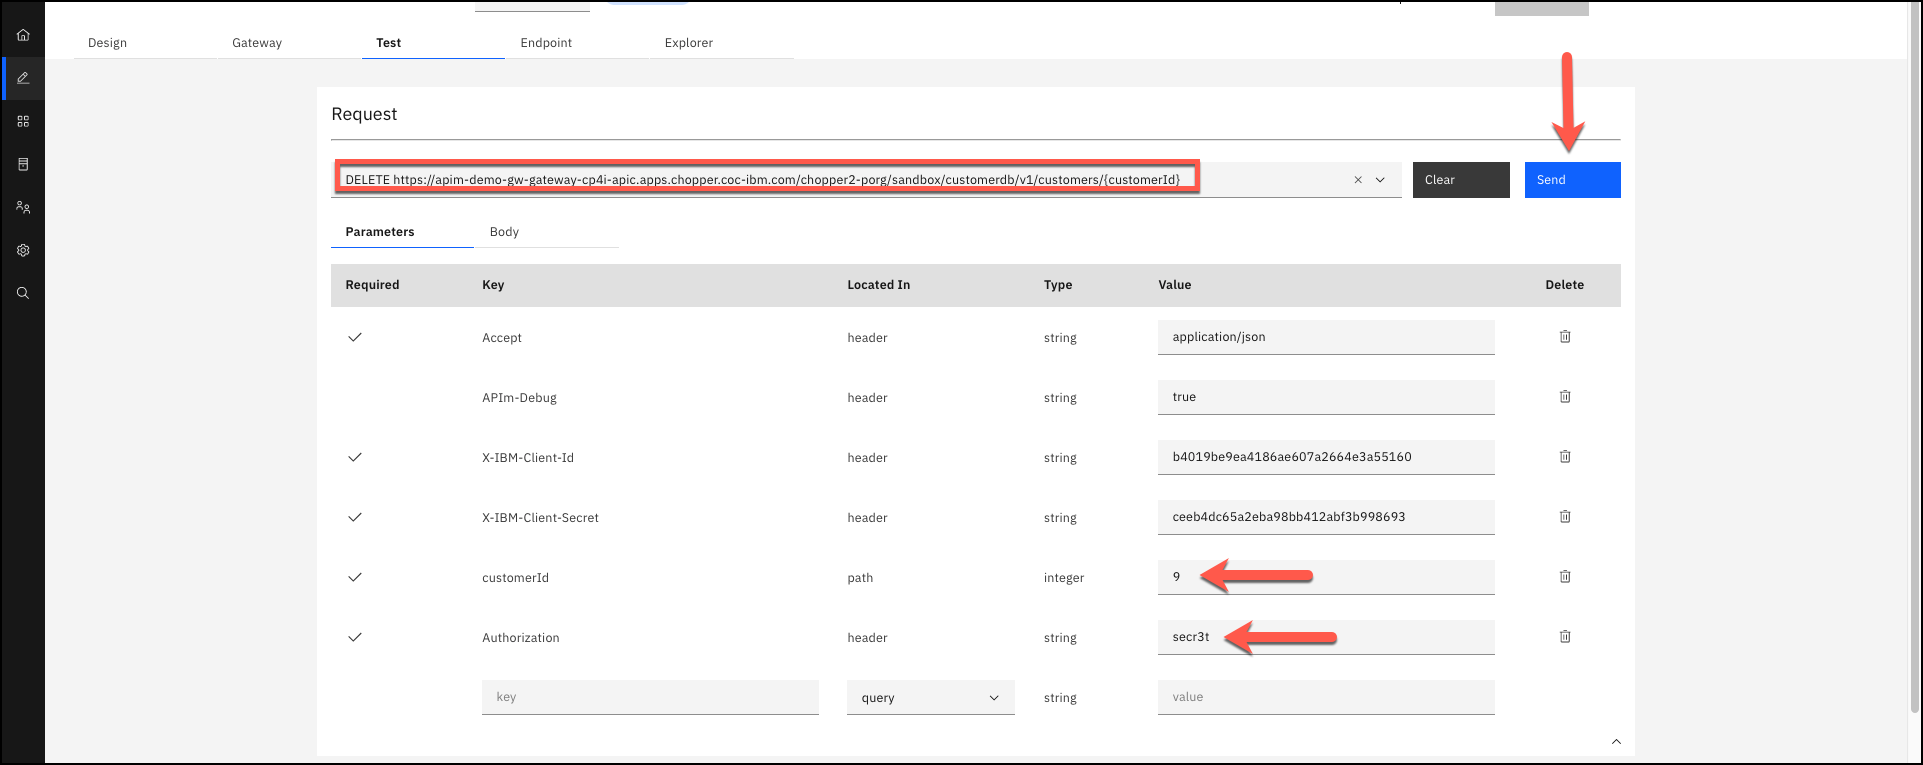 Design Gateway Test Endpoint Explorer
Request
DELETE https://apim-demo-gw-gateway-cp4i-apic.apps.chopper.coc-ibm.com/chopper2-porg/sandbox/customerdb/v1/customers/{customerId} Clear Send
Parameters Body
Required Key Located In Type Value Delete
Accept header string application/json
APIm-Debug header string true
X-IBM-Client-Id header string b4019be9ea4186ae607a2664e3a55160
X-IBM-Client-Secret header string ceeb4dc65a2eba98bb412abf3b998693
customerId path integer 9
Authorization header string secr3t
key query string value